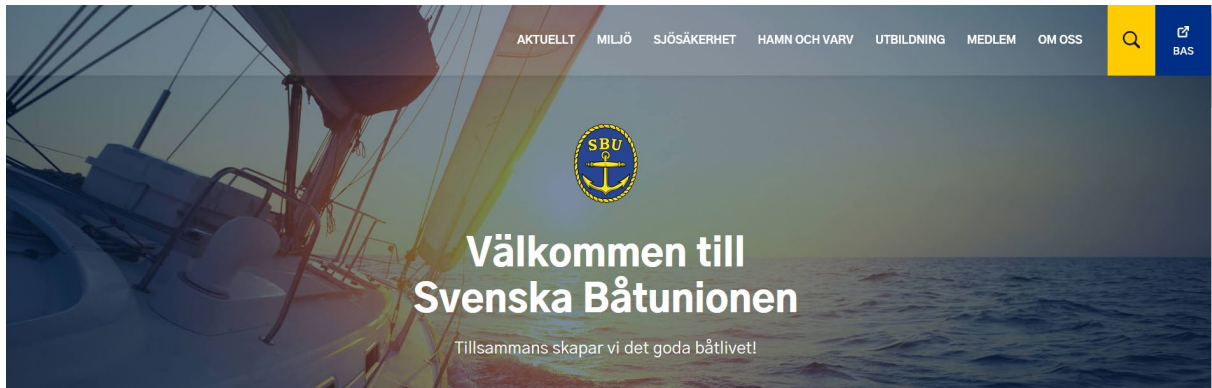 AKTUELLT MILJÖ SJÖSÄKERHET HAMN OCH VARV UTBILDNING MEDLEM OM OSS
BAS
SBU
Välkommen till
Svenska Båtunionen
Tillsammans skapar vi det goda båtlivet!